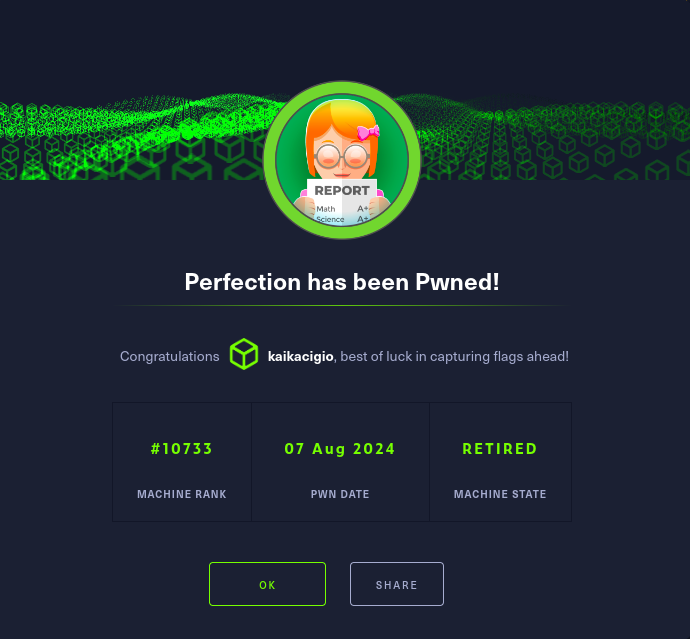 REPORT
Math A+
Science A+
Perfection has been Pwned!
Congratulations kaikacigio, best of luck in capturing flags ahead!
#10733 07 Aug 2024 RETIRED
MACHINE RANK PWN DATE MACHINE STATE
OK SHARE